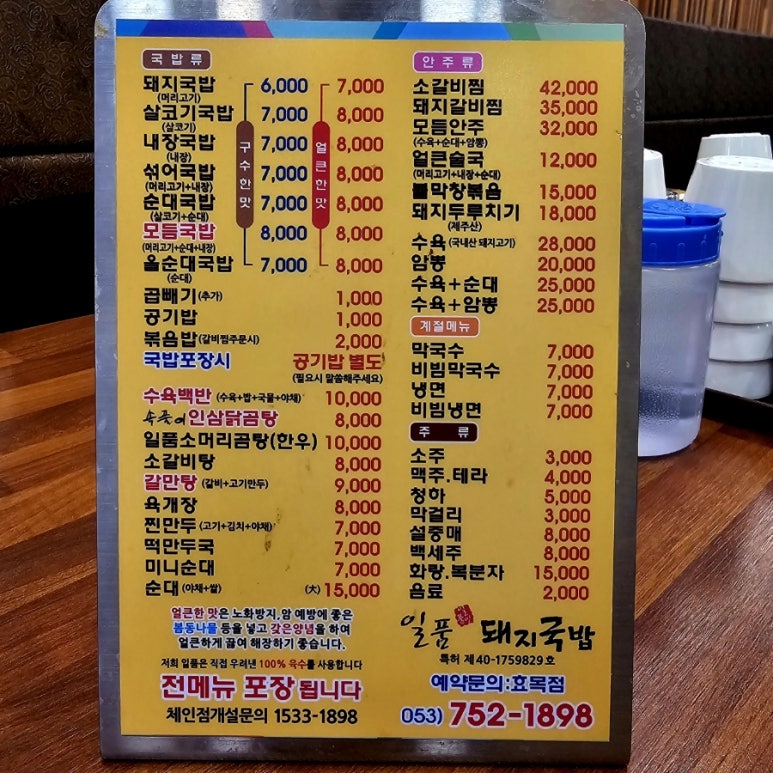 국밥류
돼지국밥 6,000 7,000
(머리고기)
살코기국밥 7,000 8,000
(살코기)
내장국밥 7,000 8,000
(내장)
섞어국밥 7,000 8,000
(머리고기+내장)
순대국밥 7,000 8,000
(살코기+순대)
모듬국밥 8,000 8,000
(머리고기+순대+내장)
올순대국밥 7,000 8,000
(순대)
구수한맛
얼큰한맛
곱빼기(추가) 1,000
공기밥 1,000
볶음밥(갈비찜주문시) 2,000
국밥포장시 공기밥 별도
(필요시 말씀해주세요)
수육백반 (수육+밥+국물+야채) 10,000
속풀이 인삼닭곰탕 8,000
일품소머리곰탕(한우) 10,000
소갈비탕 8,000
갈만탕 (갈비+고기만두) 9,000
육개장 8,000
찐만두 (고기+김치+야채) 7,000
떡만두국 7,000
미니순대 7,000
순대 (야채+쌀) (大) 15,000
얼큰한 맛은 노화방지,암 예방에 좋은
봄동나물 등을 넣고 갖은양념을 하여
얼큰하게 끓여 해장하기 좋습니다.
저희 일품은 직접 우려낸 100% 육수를 사용합니다
전메뉴 포장 됩니다
체인점개설문의 1533-1898
안주류
소갈비찜 42,000
돼지갈비찜 35,000
모듬안주 32,000
(수육+순대+암뽕)
얼큰술국 12,000
(머리고기+내장+순대)
불막창볶음 15,000
돼지두루치기 18,000
(제주산)
수육 (국내산 돼지고기) 28,000
암뽕 20,000
수육+순대 25,000
수육+암뽕 25,000
계절메뉴
막국수 7,000
비빔막국수 7,000
냉면 7,000
비빔냉면 7,000
주류
소주 3,000
맥주.테라 4,000
청하 5,000
막걸리 3,000
설중매 8,000
백세주 8,000
화랑.복분자 15,000
음료 2,000
일품 돼지국밥
특허 제40-1759829호
예약문의:효목점
053) 752-1898